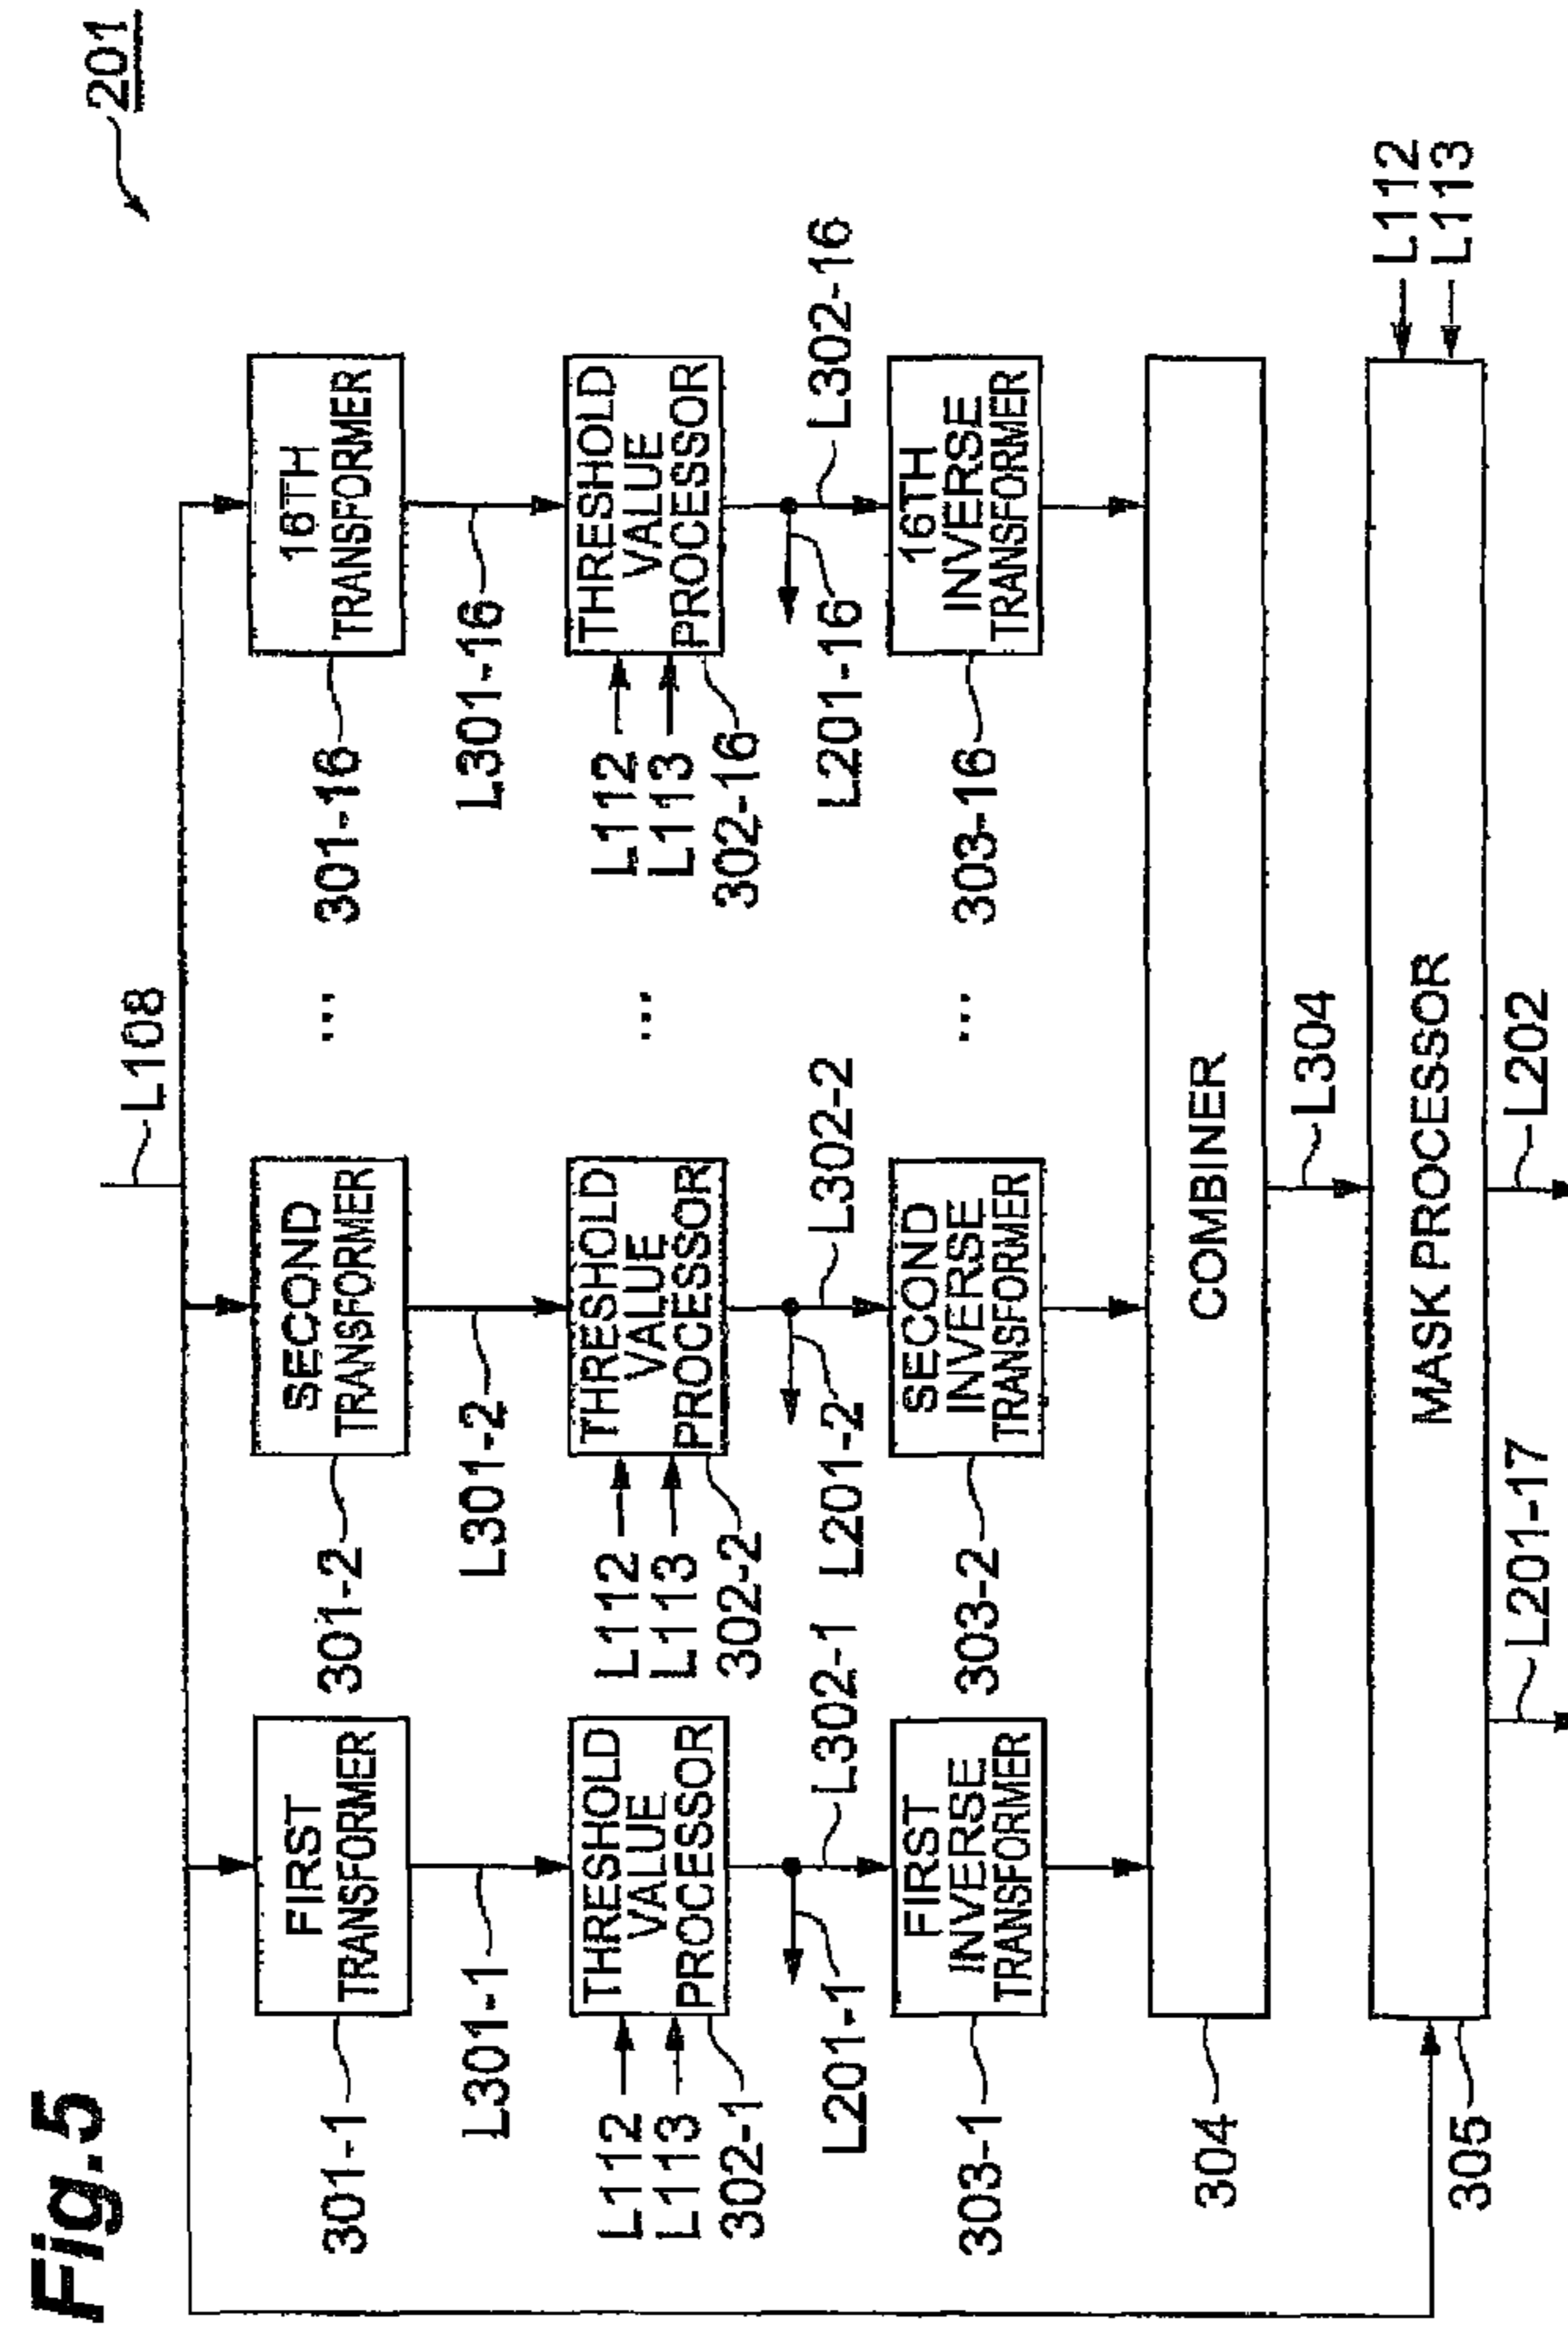 Fig.5
201
L108
FIRST
TRANSFORMER
301-1
SECOND
TRANSFORMER
301-2
...
16TH
TRANSFORMER
301-16
L301-1
L301-2
L301-16
L112
L113
302-1
THRESHOLD
VALUE
PROCESSOR
L112
L113
302-2
THRESHOLD
VALUE
PROCESSOR
...
L112
L113
302-16
THRESHOLD
VALUE
PROCESSOR
L201-1
L302-1
L201-2
L302-2
L201-16
L302-16
303-1
FIRST
INVERSE
TRANSFORMER
303-2
SECOND
INVERSE
TRANSFORMER
...
303-16
16TH
INVERSE
TRANSFORMER
304
COMBINER
L304
305
MASK PROCESSOR
L112
L113
L201-17
L202